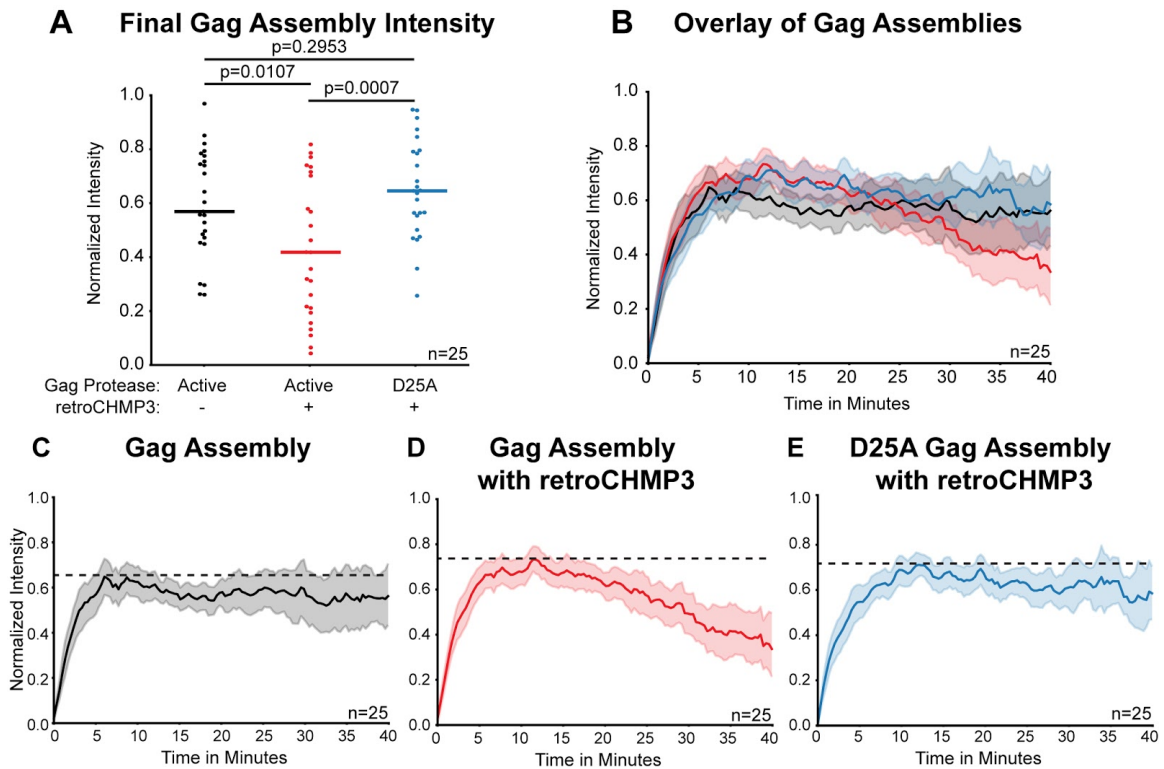 A Final Gag Assembly Intensity
p=0.2953
p=0.0107
p=0.0007
Normalized Intensity
1.0
0.8
0.6
0.4
0.2
0.0
n=25
Gag Protease: Active Active D25A
retroCHMP3: - + +
B Overlay of Gag Assemblies
Normalized Intensity
1.0
0.8
0.6
0.4
0.2
0.0
n=25
0 5 10 15 20 25 30 35 40
Time in Minutes
C Gag Assembly
Normalized Intensity
1.0
0.8
0.6
0.4
0.2
0.0
n=25
0 5 10 15 20 25 30 35 40
Time in Minutes
D Gag Assembly
with retroCHMP3
1.0
0.8
0.6
0.4
0.2
0.0
n=25
0 5 10 15 20 25 30 35 40
Time in Minutes
E D25A Gag Assembly
with retroCHMP3
1.0
0.8
0.6
0.4
0.2
0.0
n=25
0 5 10 15 20 25 30 35 40
Time in Minutes